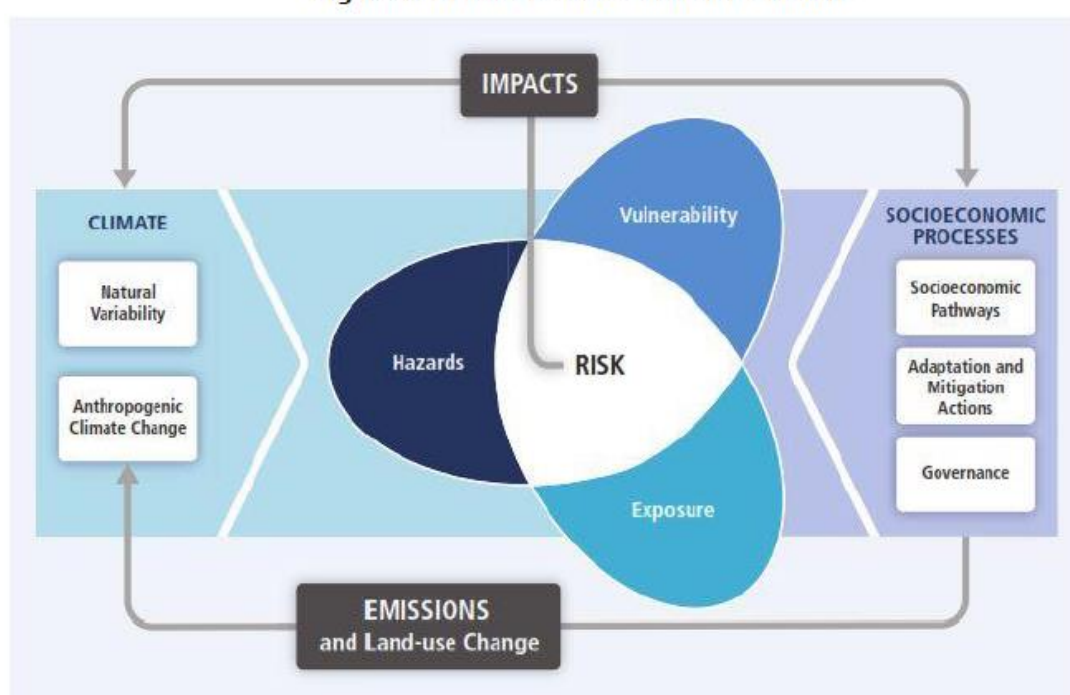 IMPACTS
CLIMATE
Natural
Variability
Anthropogenic
Climate Change
Vulnerability
Hazards
RISK
Exposure
SOCIOECONOMIC
PROCESSES
Socioeconomic
Pathways
Adaptation and
Mitigation
Actions
Governance
EMISSIONS
and Land-use Change